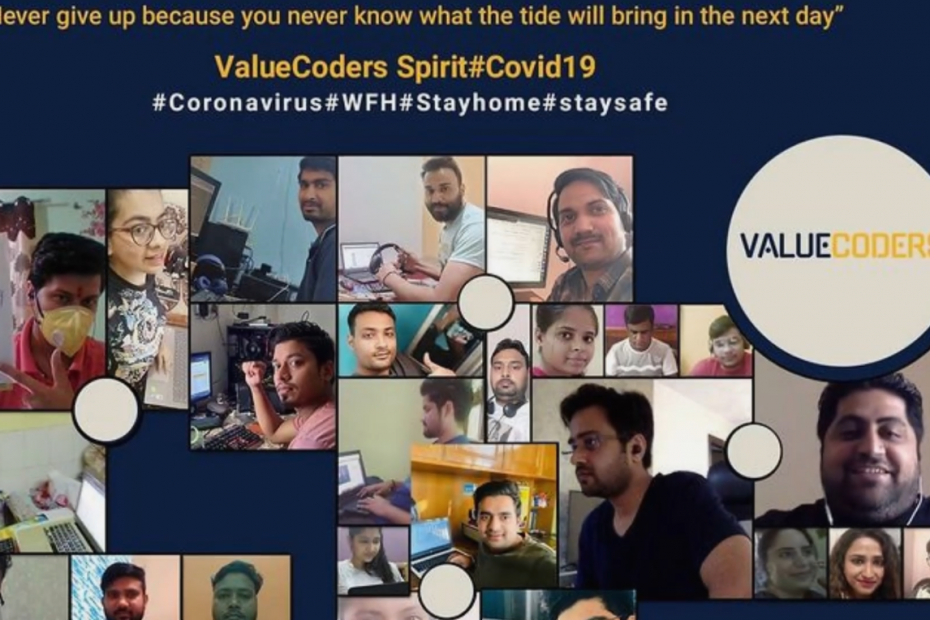 ever give up because you never know what the tide will bring in the next day”
ValueCoders Spirit#Covid19
#Coronavirus#WFH#Stayhome#staysafe
VALUECODERS